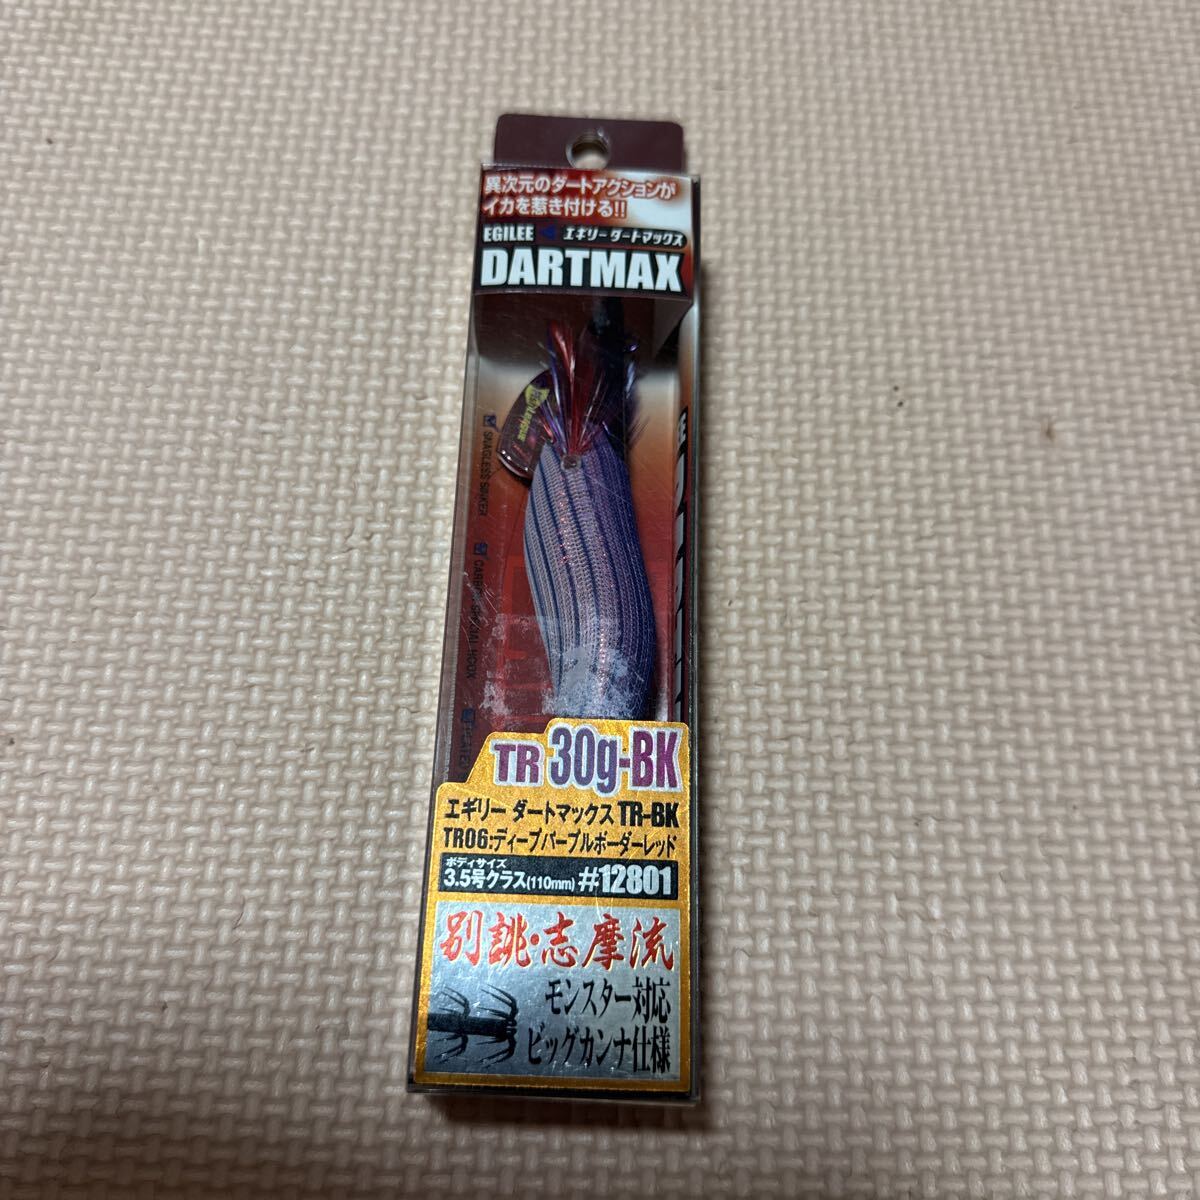 異次元のダートアクションが
イカを惹き付ける!!
EGILEE エギリーダートマックス
DARTMAX
SNAGLESS SINKER
TR 30g-BK
エギリー ダートマックス TR-BK
TR06:ディープパープルボーダーレッド
ボディサイズ
3.5号クラス(110mm) #12801
別誂・志摩流
モンスター対応
ビッグカンナ仕様